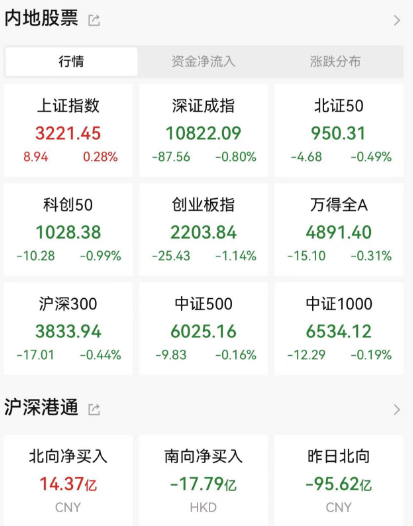 内地股票
行情 资金净流入 涨跌分布
上证指数 深证成指 北证50
3221.45 10822.09 950.31
8.94 0.28% -87.56 -0.80% -4.68 -0.49%
科创50 创业板指 万得全A
1028.38 2203.84 4891.40
-10.28 -0.99% -25.43 -1.14% -15.10 -0.31%
沪深300 中证500 中证1000
3833.94 6025.16 6534.12
-17.01 -0.44% -9.83 -0.16% -12.29 -0.19%
沪深港通
北向净买入 南向净买入 昨日北向
14.37亿 -17.79亿 -95.62亿
CNY HKD CNY